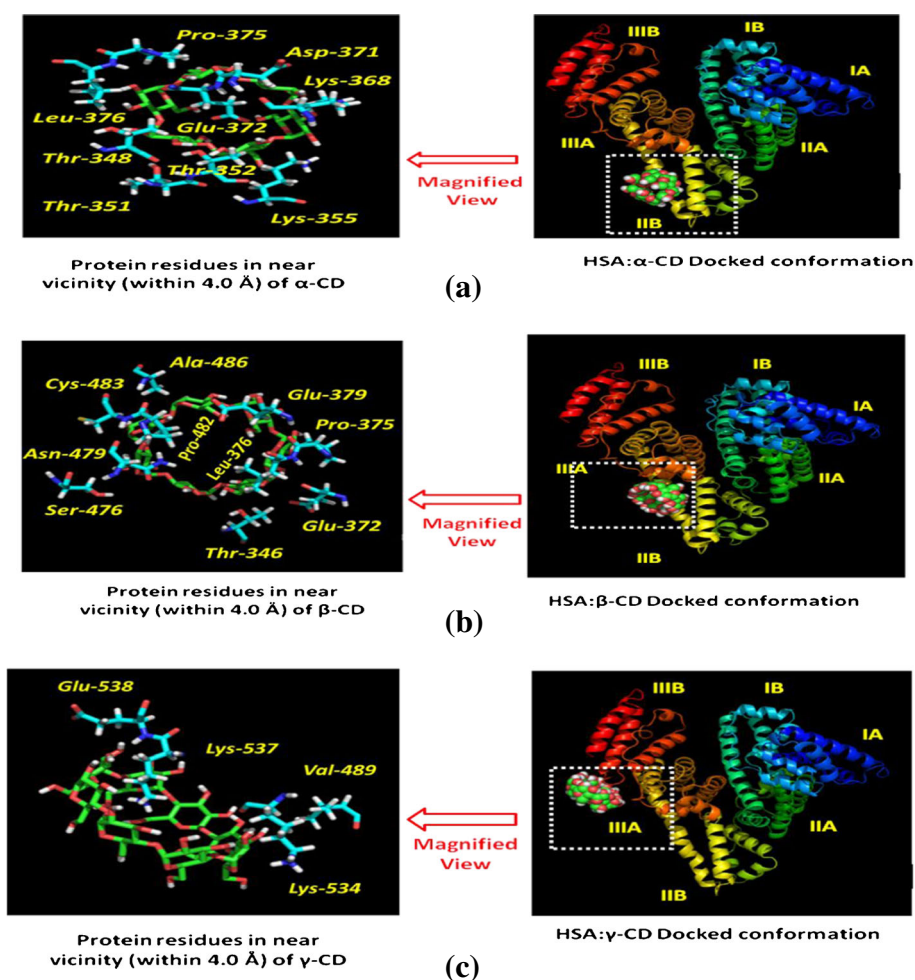 Pro-375
Asp-371
Lys-368
Leu-376
Glu-372
Thr-348
Thr-352
Thr-351
Lys-355
Magnified
View
IIIB
IB
IA
IIA
IIIA
IIB
Protein residues in near
vicinity (within 4.0 Å) of α-CD
HSA:α-CD Docked conformation
(a)
Ala-486
Cys-483
Glu-379
Pro-482
Pro-375
Leu-376
Asn-479
Ser-476
Glu-372
Thr-346
Magnified
View
IIIB
IB
IA
IIIA
IIA
IIB
Protein residues in near
vicinity (within 4.0 Å) of β-CD
HSA:β-CD Docked conformation
(b)
Glu-538
Lys-537
Val-489
Lys-534
Magnified
View
IIIB
IB
IA
IIIA
IIA
IIB
Protein residues in near
vicinity (within 4.0 Å) of γ-CD
HSA:γ-CD Docked conformation
(c)